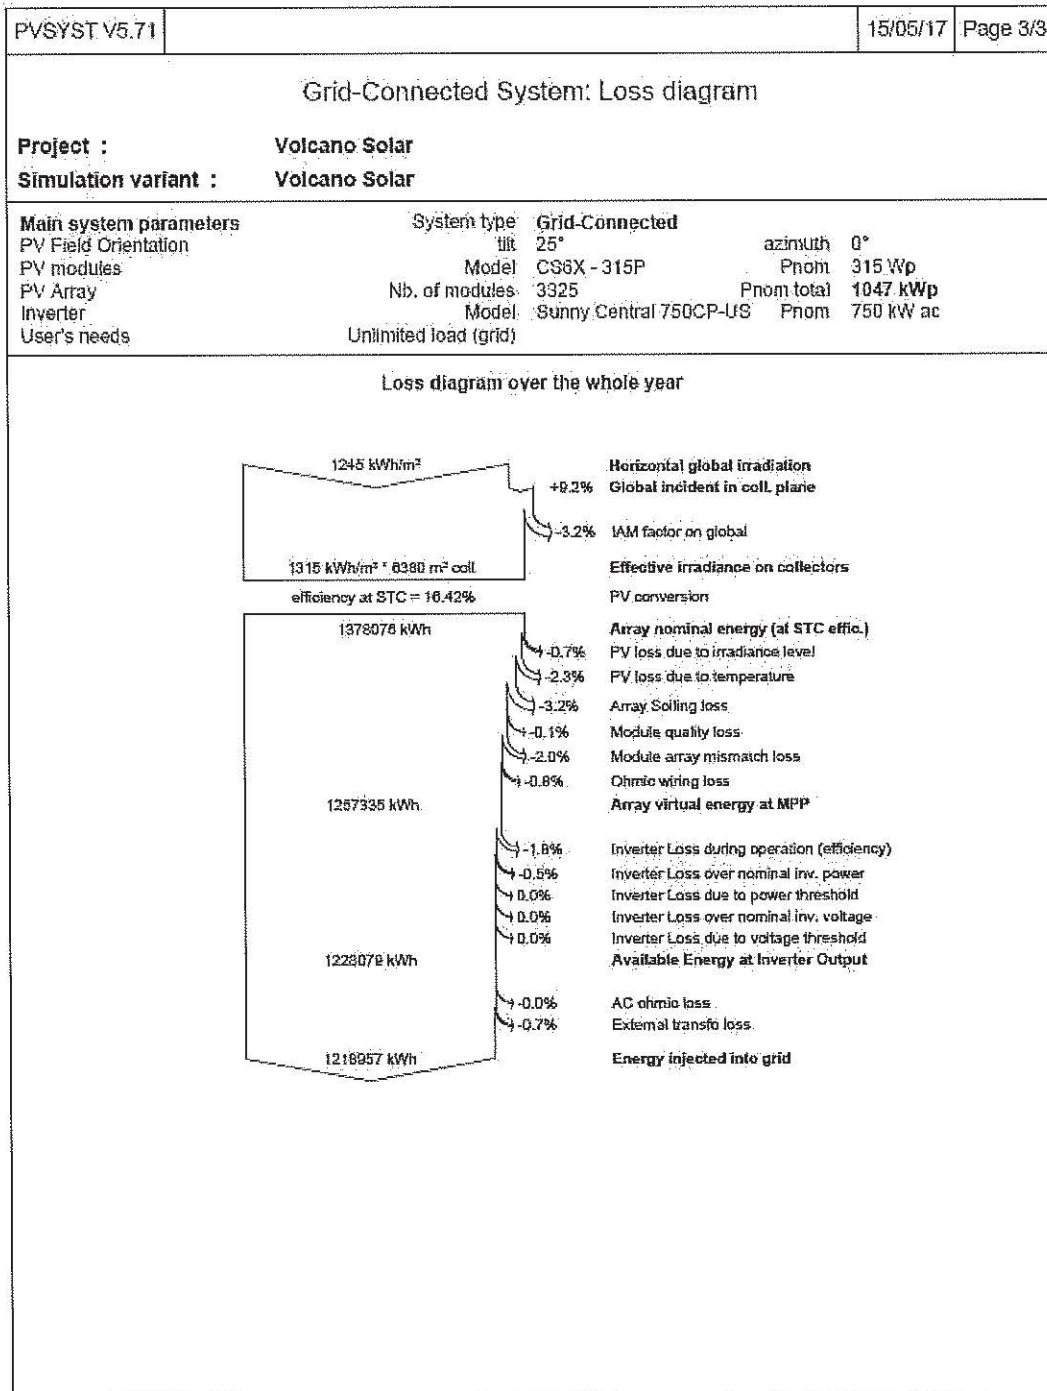 PVSYST V5.71 15/05/17 Page 3/3
Grid-Connected System: Loss diagram
Project : Volcano Solar
Simulation variant : Volcano Solar
Main system parameters System type Grid-Connected
PV Field Orientation tilt 25° azimuth 0°
PV modules Model CS6X - 315P Pnom 315 Wp
PV Array Nb. of modules 3325 Pnom total 1047 kWp
Inverter Model Sunny Central 750CP-US Pnom 750 kW ac
User's needs Unlimited load (grid)
Loss diagram over the whole year
1245 kWh/m² Horizontal global irradiation
+9.2% Global incident in coll. plane
-3.2% IAM factor on global
1315 kWh/m² * 6380 m² coll. Effective irradiance on collectors
efficiency at STC = 16.42% PV conversion
1378076 kWh Array nominal energy (at STC effic.)
-0.7% PV loss due to irradiance level
-2.3% PV loss due to temperature
-3.2% Array Soiling loss
-0.1% Module quality loss
-2.0% Module array mismatch loss
-0.8% Ohmic wiring loss
1257335 kWh Array virtual energy at MPP
-1.8% Inverter Loss during operation (efficiency)
-0.5% Inverter Loss over nominal inv. power
0.0% Inverter Loss due to power threshold
0.0% Inverter Loss over nominal inv. voltage
0.0% Inverter Loss due to voltage threshold
1228079 kWh Available Energy at Inverter Output
-0.0% AC ohmic loss
-0.7% External transfo loss
1218957 kWh Energy injected into grid